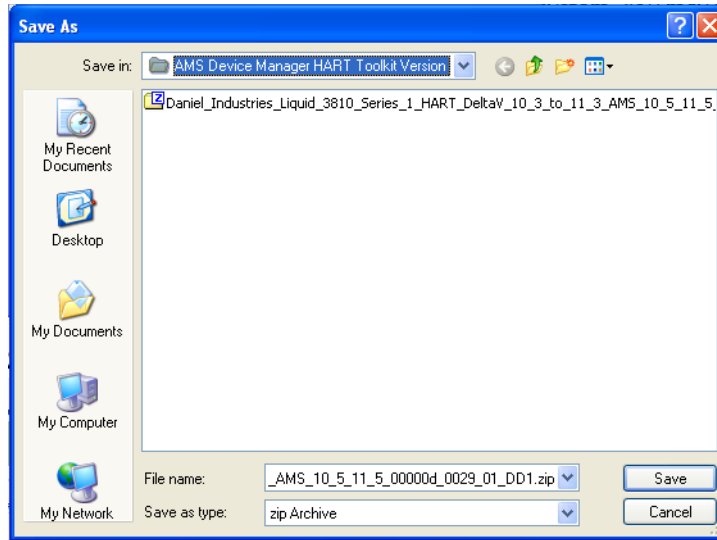 Save As
Save in:
AMS Device Manager HART Toolkit Version
Daniel_Industries_Liquid_3810_Series_1_HART_DeltaV_10_3_to_11_3_AMS_10_5_11_5_
My Recent
Documents
Desktop
My Documents
My Computer
My Network
File name:
_AMS_10_5_11_5_00000d_0029_01_DD1.zip
Save
Save as type:
zip Archive
Cancel